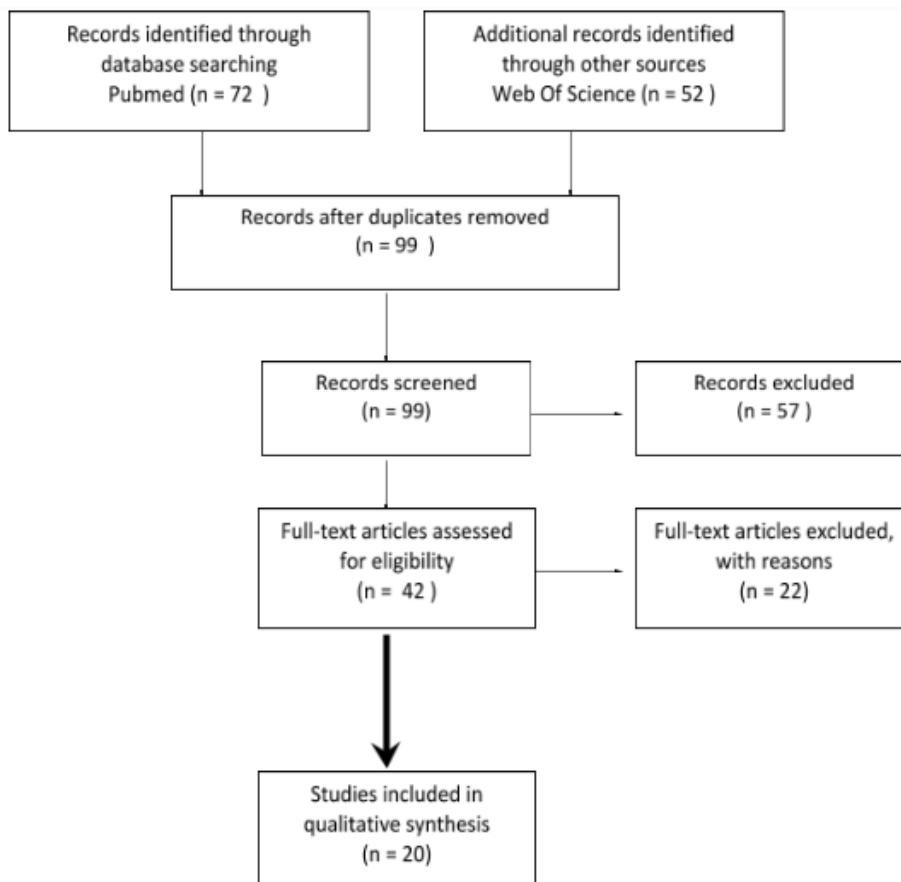 Records identified through
database searching
Pubmed (n = 72  )
Additional records identified
through other sources
Web Of Science (n = 52 )
Records after duplicates removed
(n = 99  )
Records screened
(n = 99)
Records excluded
(n = 57 )
Full-text articles assessed
for eligibility
(n =  42 )
Full-text articles excluded,
with reasons
(n = 22)
Studies included in
qualitative synthesis
(n = 20)